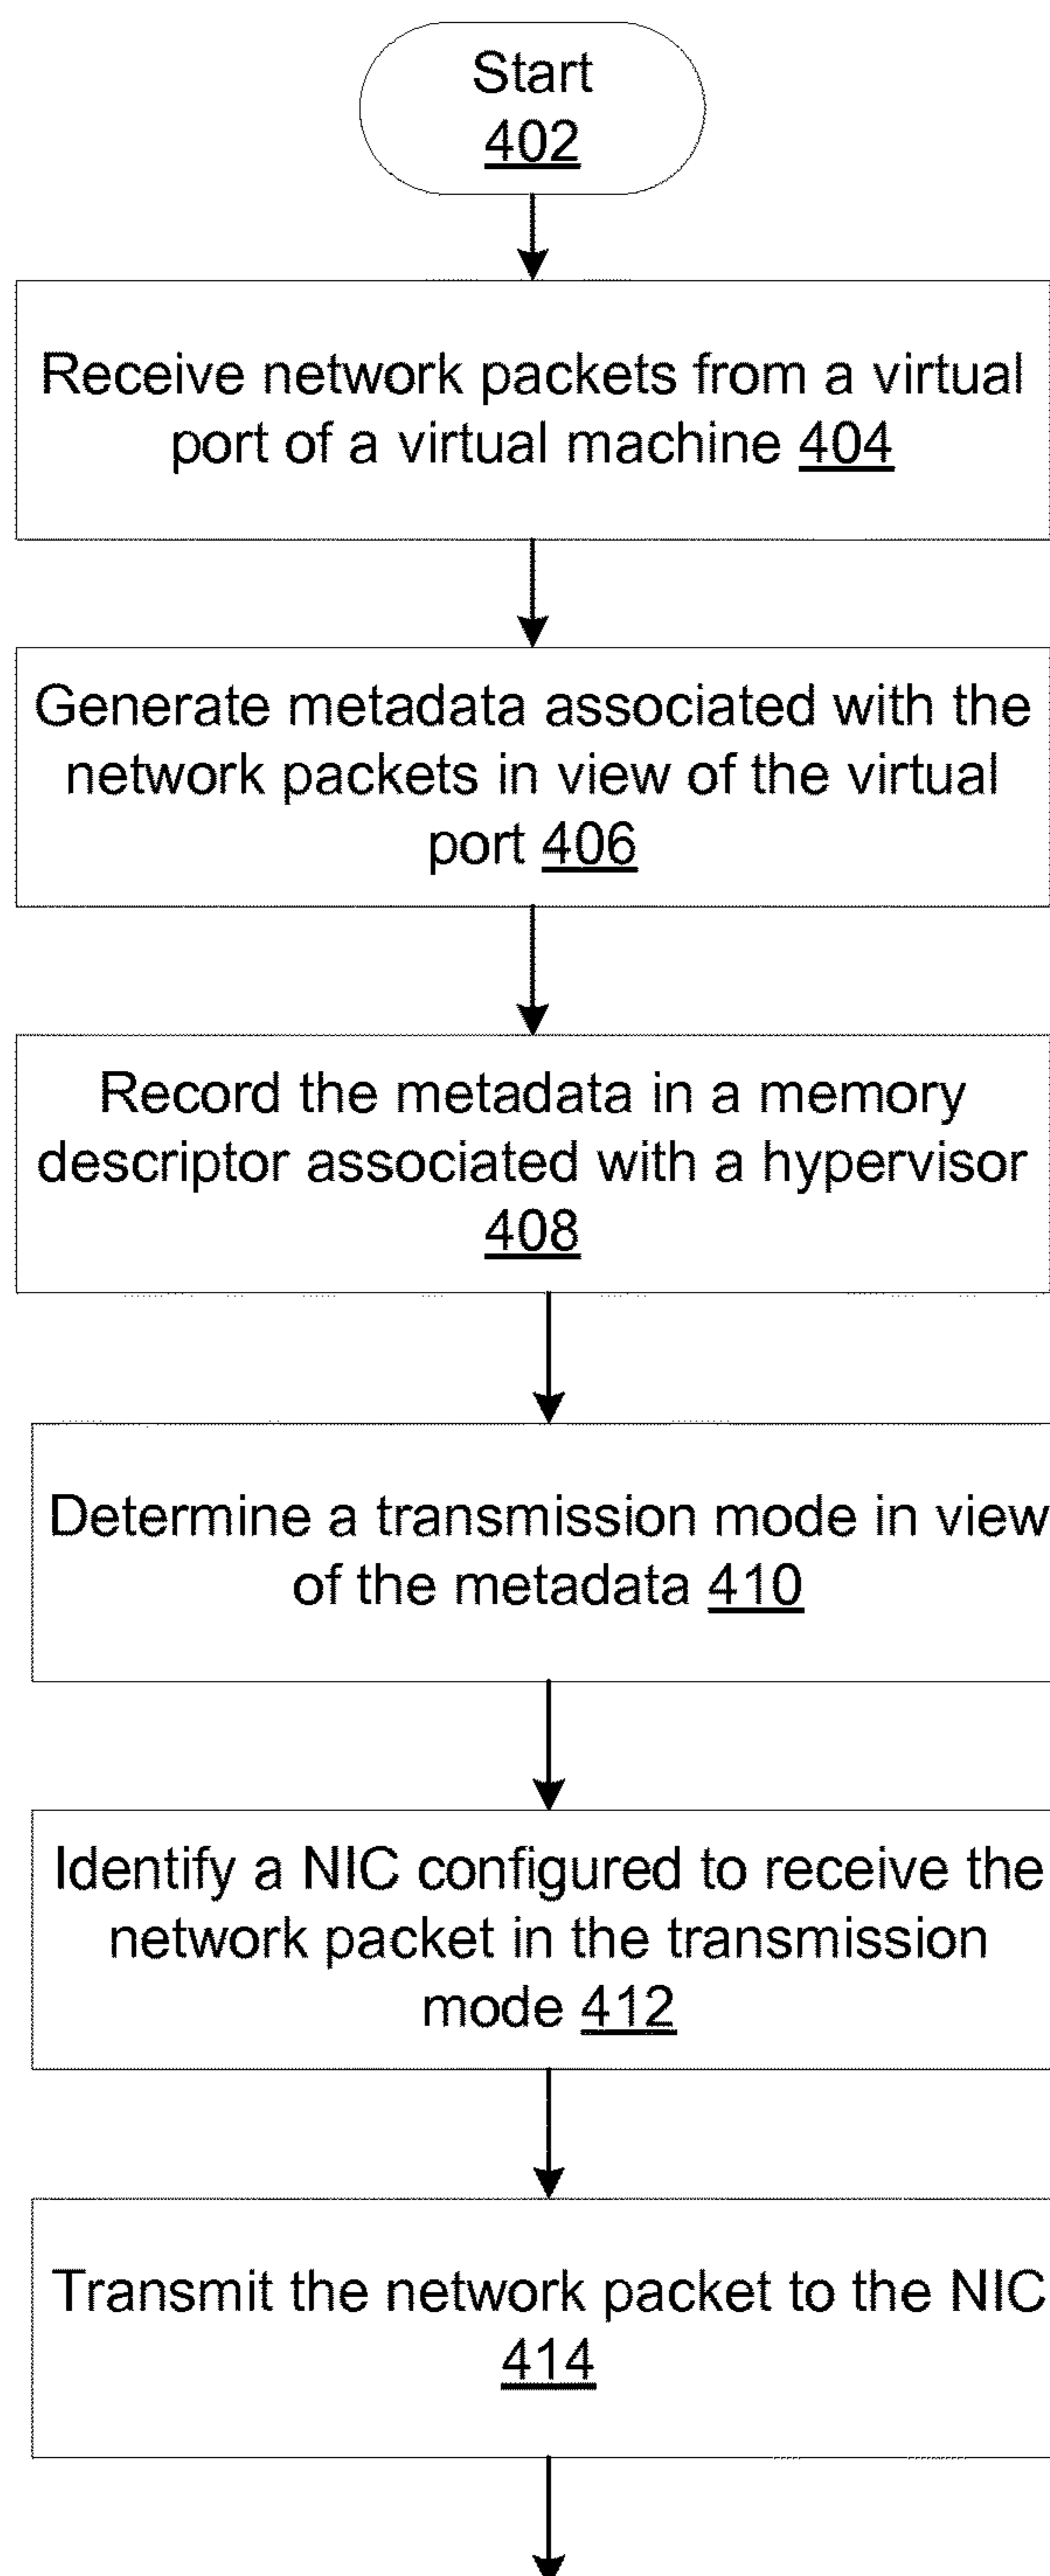 Start
402
Receive network packets from a virtual
port of a virtual machine 404
Generate metadata associated with the
network packets in view of the virtual
port 406
Record the metadata in a memory
descriptor associated with a hypervisor
408
Determine a transmission mode in view
of the metadata 410
Identify a NIC configured to receive the
network packet in the transmission
mode 412
Transmit the network packet to the NIC
414